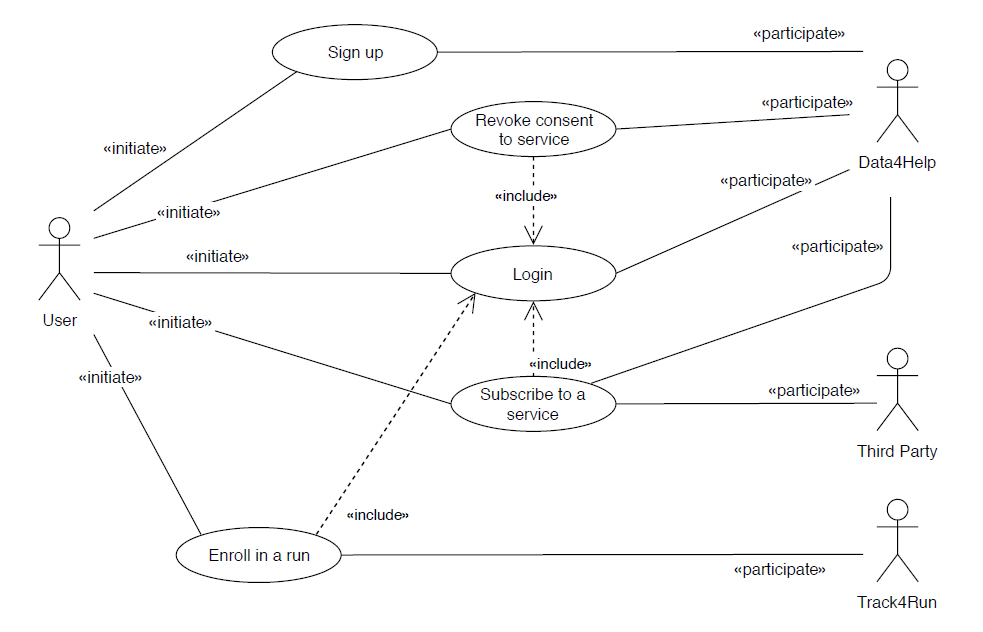 «participate»
Sign up
«participate»
Revoke consent
to service
«initiate»
Data4Help
«participate»
«include»
«initiate»
«participate»
«initiate»
Login
User
«initiate»
«include»
«initiate»
Subscribe to a
service
«participate»
Third Party
«include»
Enroll in a run
«participate»
Track4Run